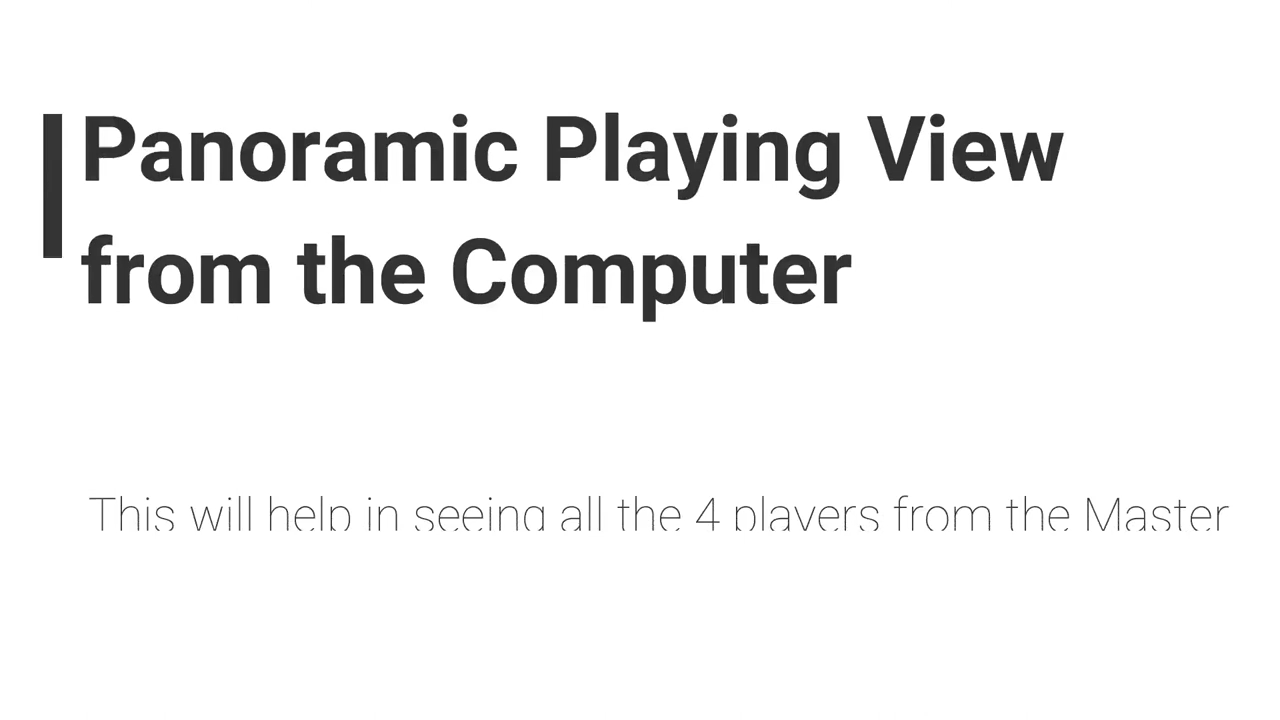 Panoramic Playing View
from the Computer
This will help in seeing all the 4 players from the Master